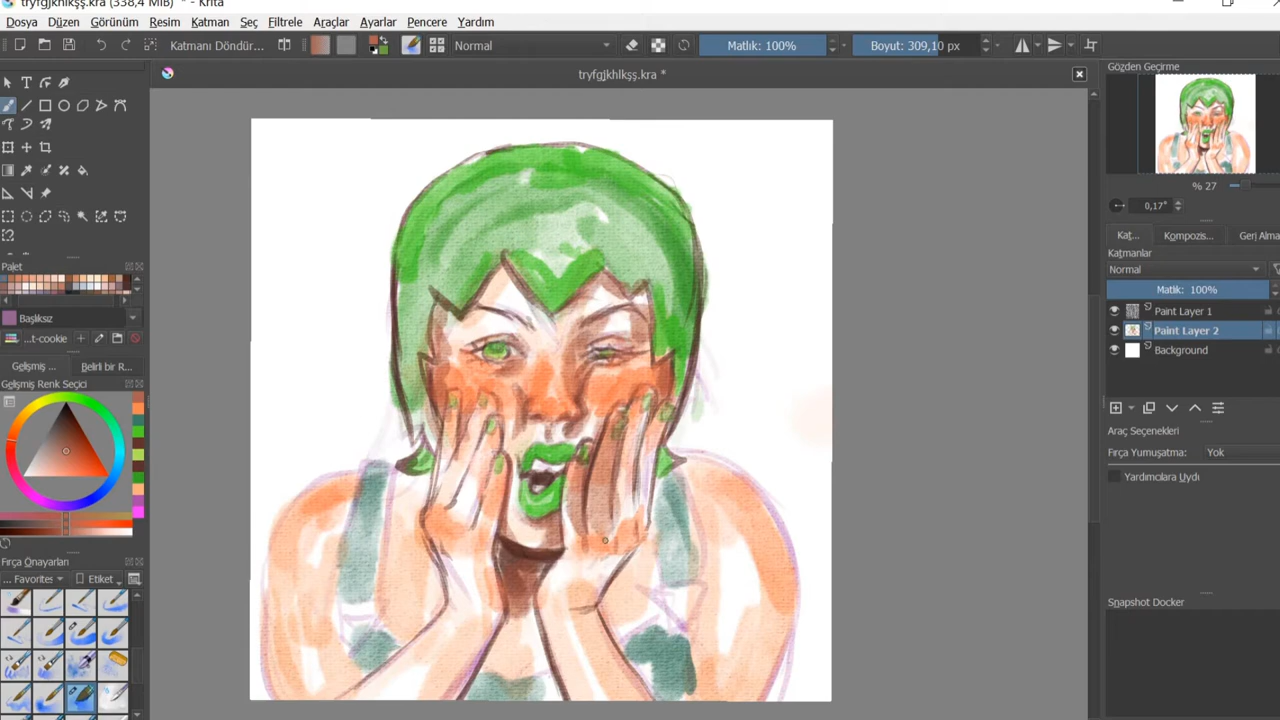 tryfgjkhlkşş.kra (338,4 MiB) * - Krita
Dosya Düzen Görünüm Resim Katman Seç Filtrele Araçlar Ayarlar Pencere Yardım
Katmanı Döndür... Normal Matlık: 100% Boyut: 309,10 px
tryfgjkhlkşş.kra *
Gözden Geçirme
% 27
0,17°
Kat... Kompozis... Geri Alma
Katmanlar
Normal
Matlık: 100%
Paint Layer 1
Paint Layer 2
Background
Araç Seçenekleri
Fırça Yumuşatma: Yok
Yardımcılara Uydı
Snapshot Docker
Palet
Başlıksız
...t-cookie
Gelişmiş ... Belirli bir R...
Gelişmiş Renk Seçici
Fırça Önayarları
... Favorites Etiket